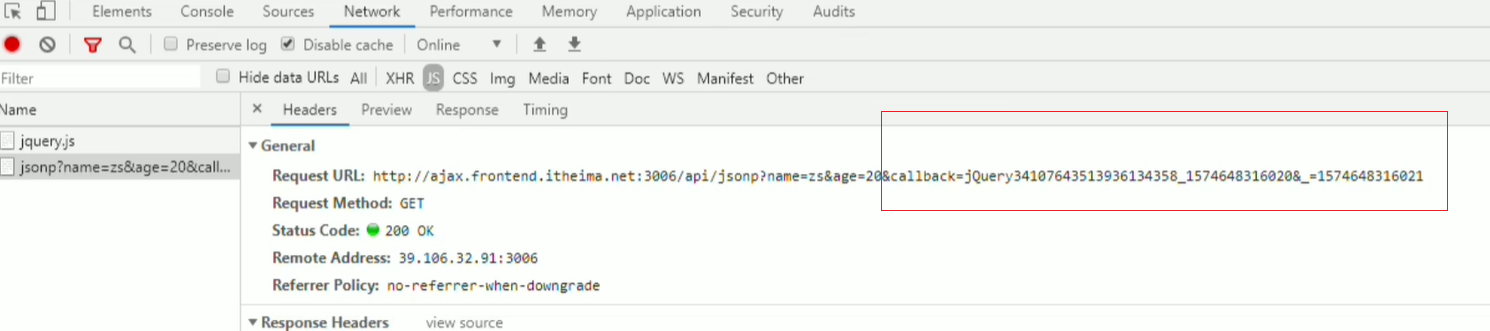 Elements Console Sources Network Performance Memory Application Security Audits
Preserve log Disable cache Online
Filter Hide data URLs All XHR JS CSS Img Media Font Doc WS Manifest Other
Name × Headers Preview Response Timing
jquery.js
jsonp?name=zs&age=20&call...
General
Request URL: http://ajax.frontend.itheima.net:3006/api/jsonp?name=zs&age=20&callback=jQuery34107643513936134358_1574648316020&_=1574648316021
Request Method: GET
Status Code: 200 OK
Remote Address: 39.106.32.91:3006
Referrer Policy: no-referrer-when-downgrade
Response Headers view source